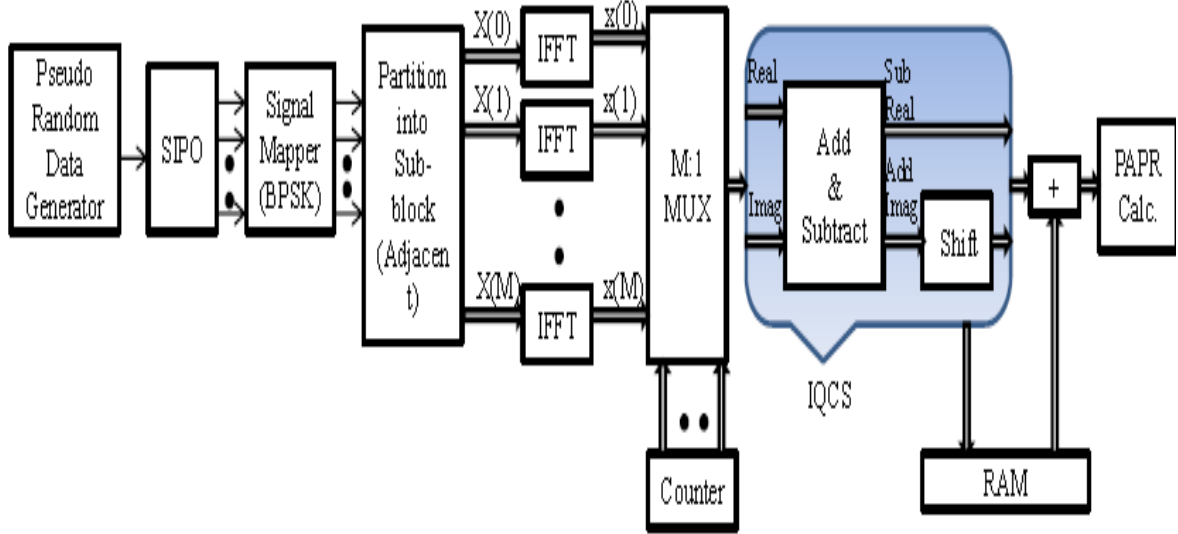 Pseudo
Random
Data
Generator
SIPO
Signal
Mapper
(BPSK)
Partition
into
Sub-
block
(Adjacen
t)
X(0)
IFFT
x(0)
X(1)
IFFT
x(1)
X(M)
IFFT
x(M)
M:1
MUX
Counter
Real
Imag
Add
&
Subtract
Sub
Real
Add
Imag
Shift
IQCS
RAM
+
PAPR
Calc.